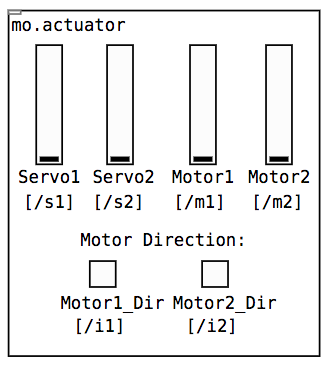 mo.actuator
Servo1 Servo2 Motor1 Motor2
[/s1] [/s2] [/m1] [/m2]
Motor Direction:
Motor1_Dir Motor2_Dir
[/i1] [/i2]